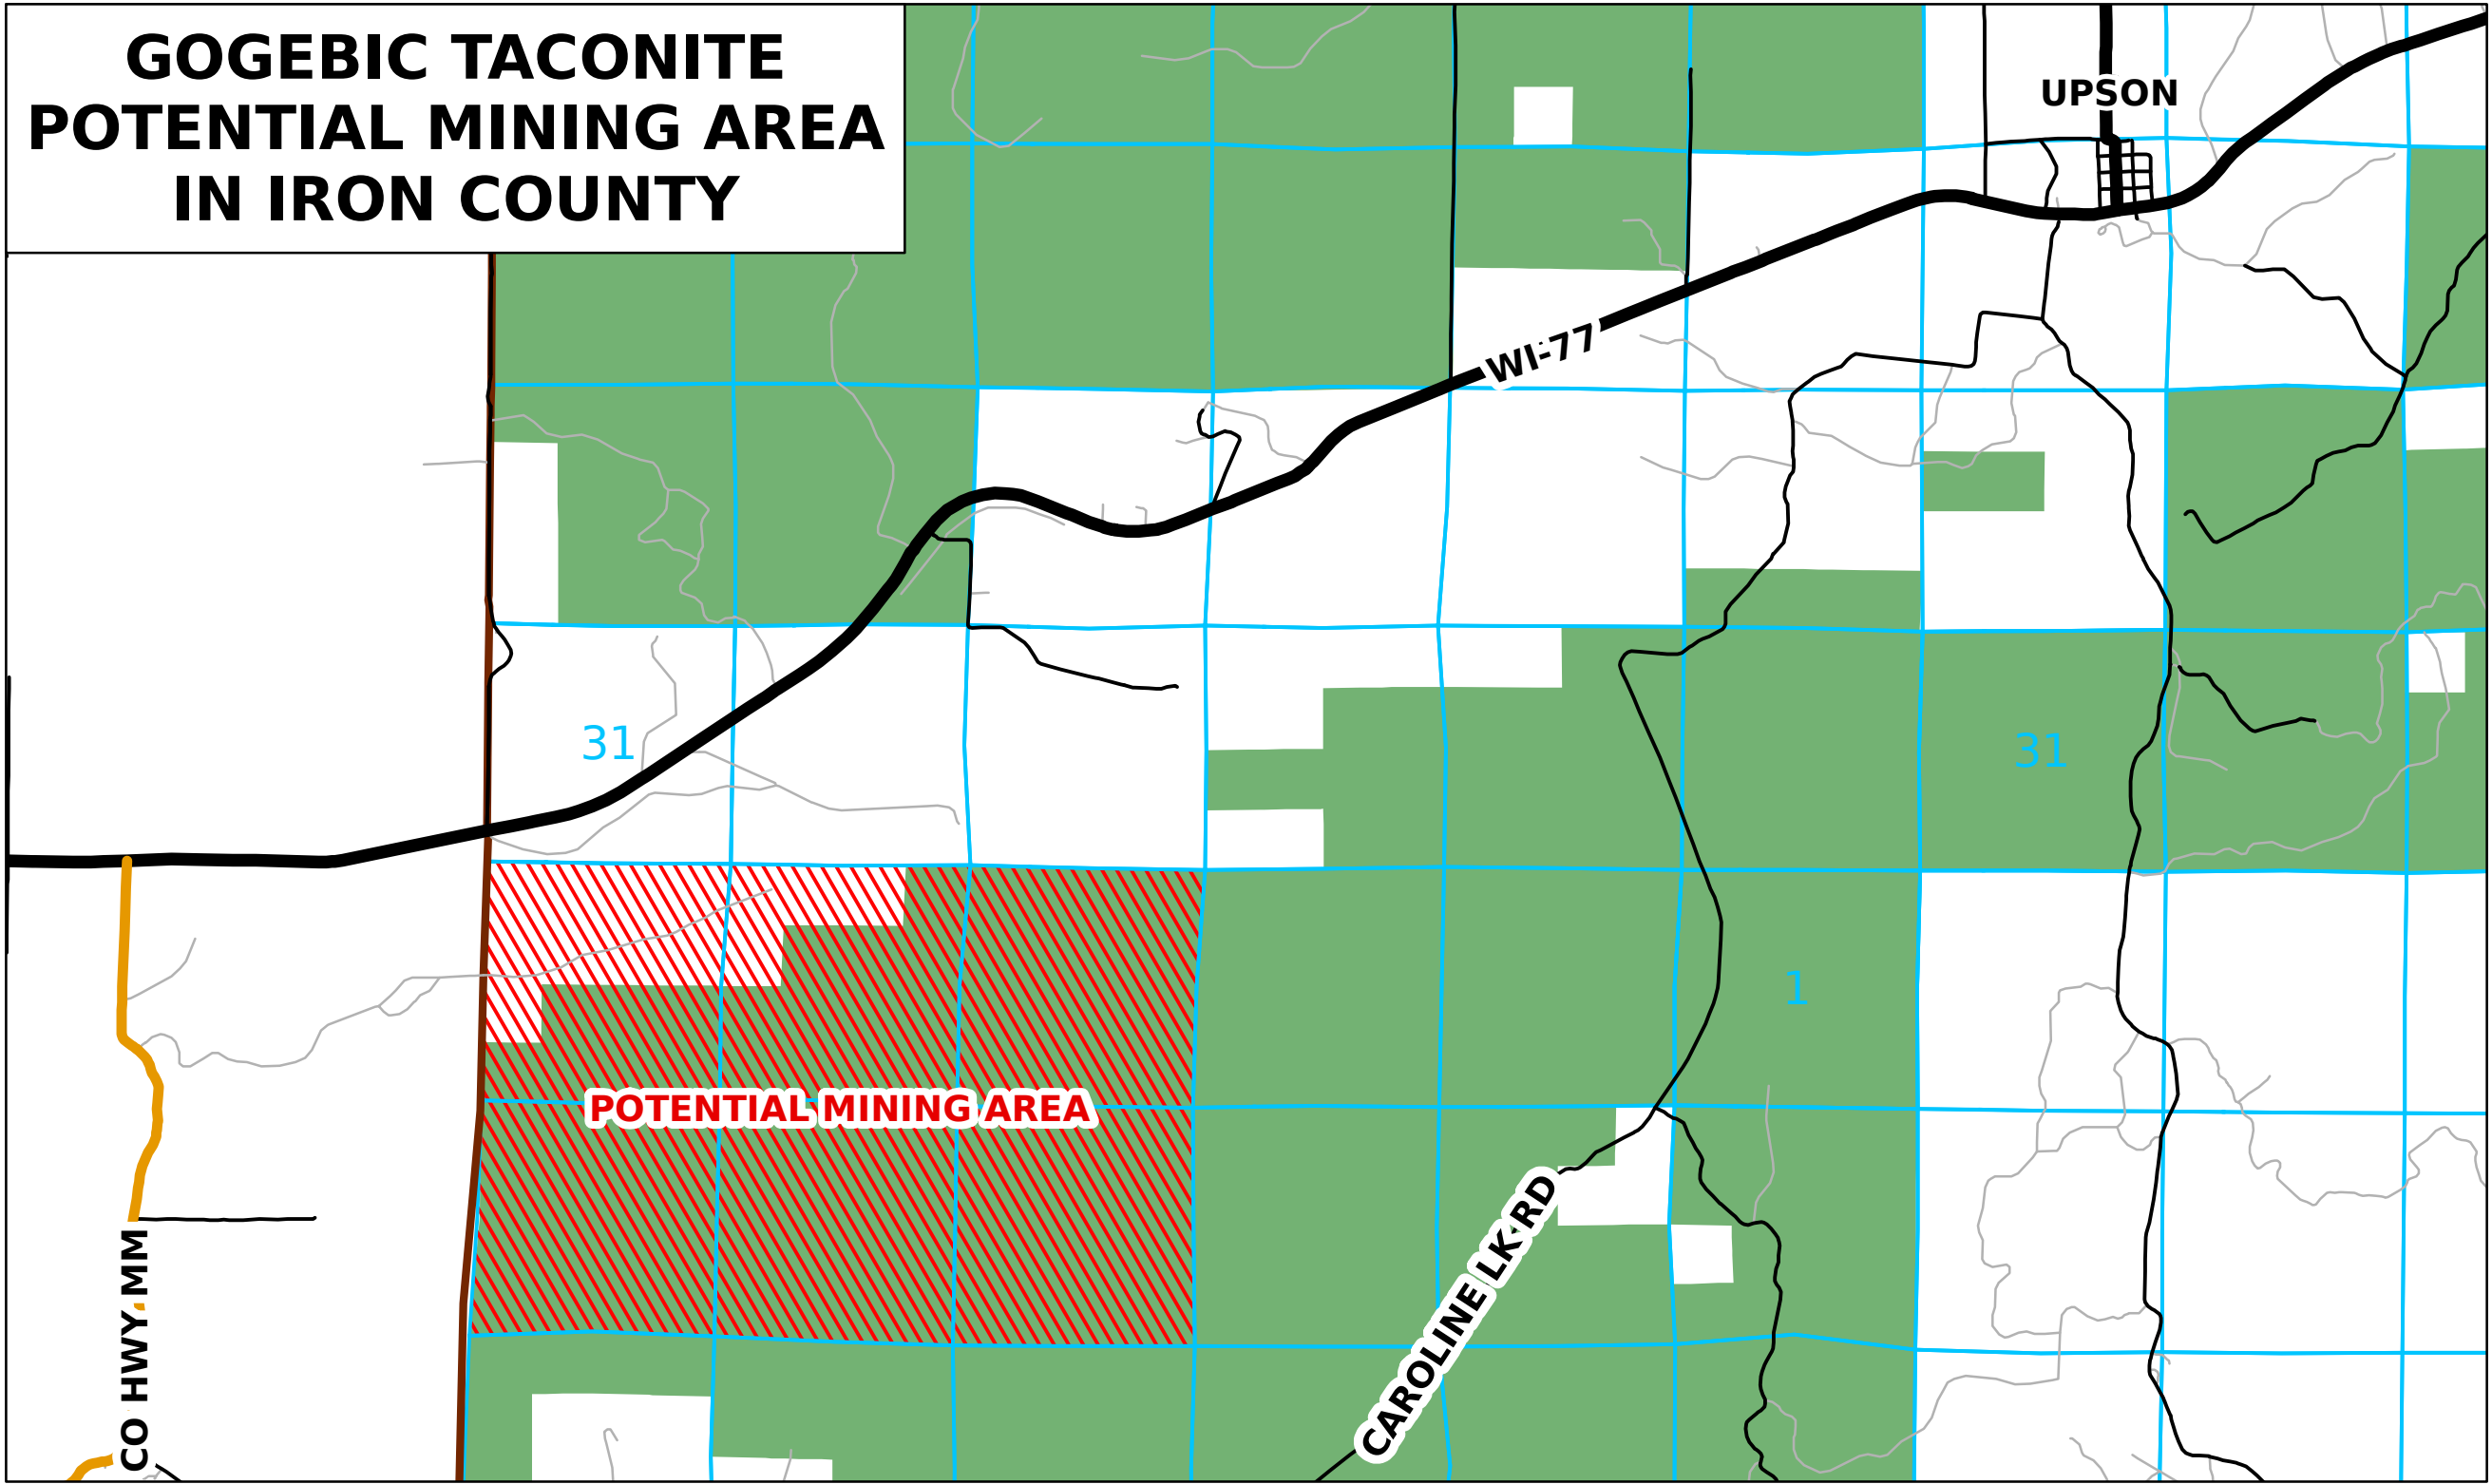 GOGEBIC TACONITE
POTENTIAL MINING AREA
IN IRON COUNTY
UPSON
WI-77
31
31
1
POTENTIAL MINING AREA
CAROLINE LK RD
CO HWY MM